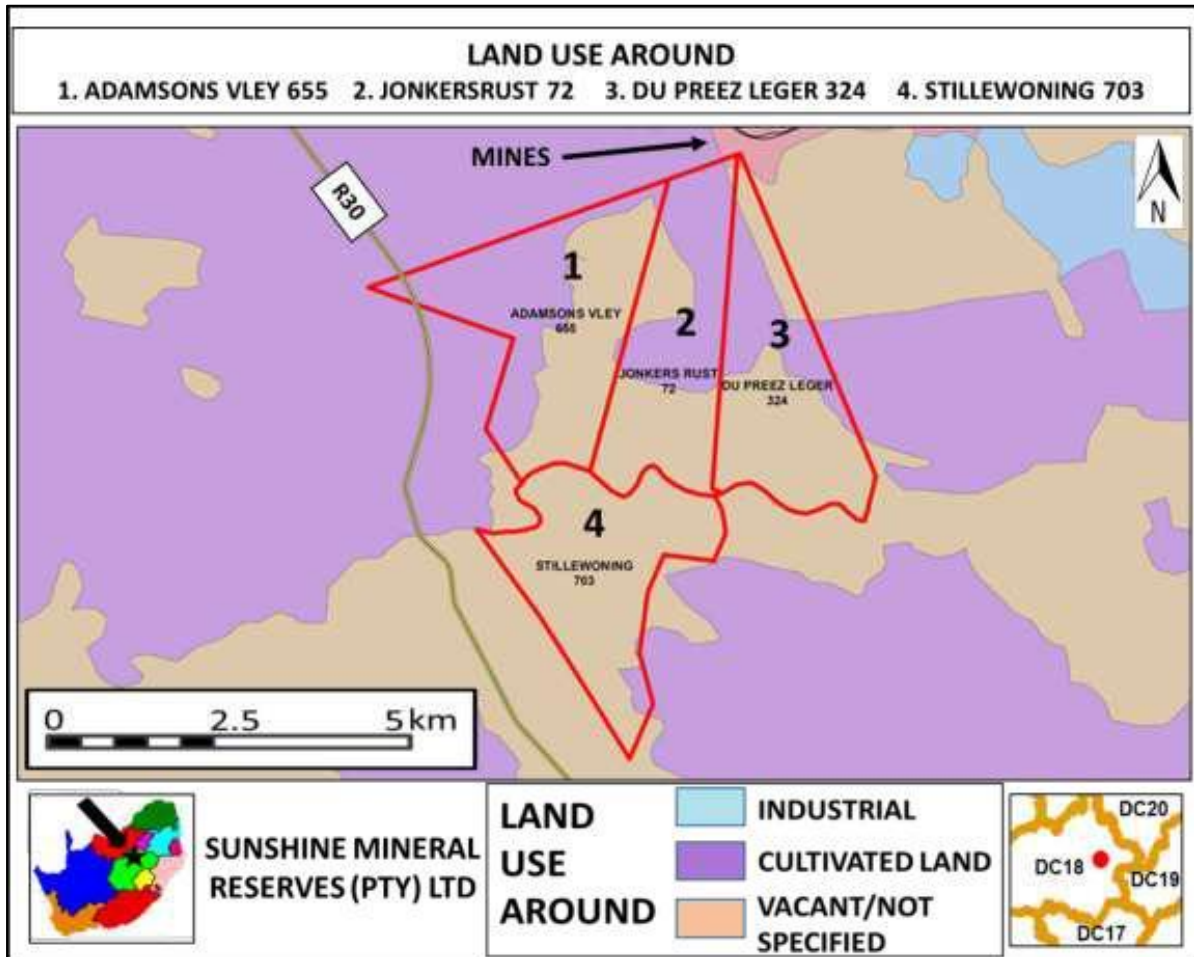 LAND USE AROUND
1. ADAMSONS VLEY 655 2. JONKERSRUST 72 3. DU PREEZ LEGER 324 4. STILLEWONING 703
MINES
R30
N
1
ADAMSONS VLEY
655
2
JONKERS RUST
72
3
DU PREEZ LEGER
324
4
STILLEWONING
703
0 2.5 5 km
SUNSHINE MINERAL
RESERVES (PTY) LTD
LAND
USE
AROUND
INDUSTRIAL
CULTIVATED LAND
VACANT/NOT
SPECIFIED
DC20
DC18
DC19
DC17